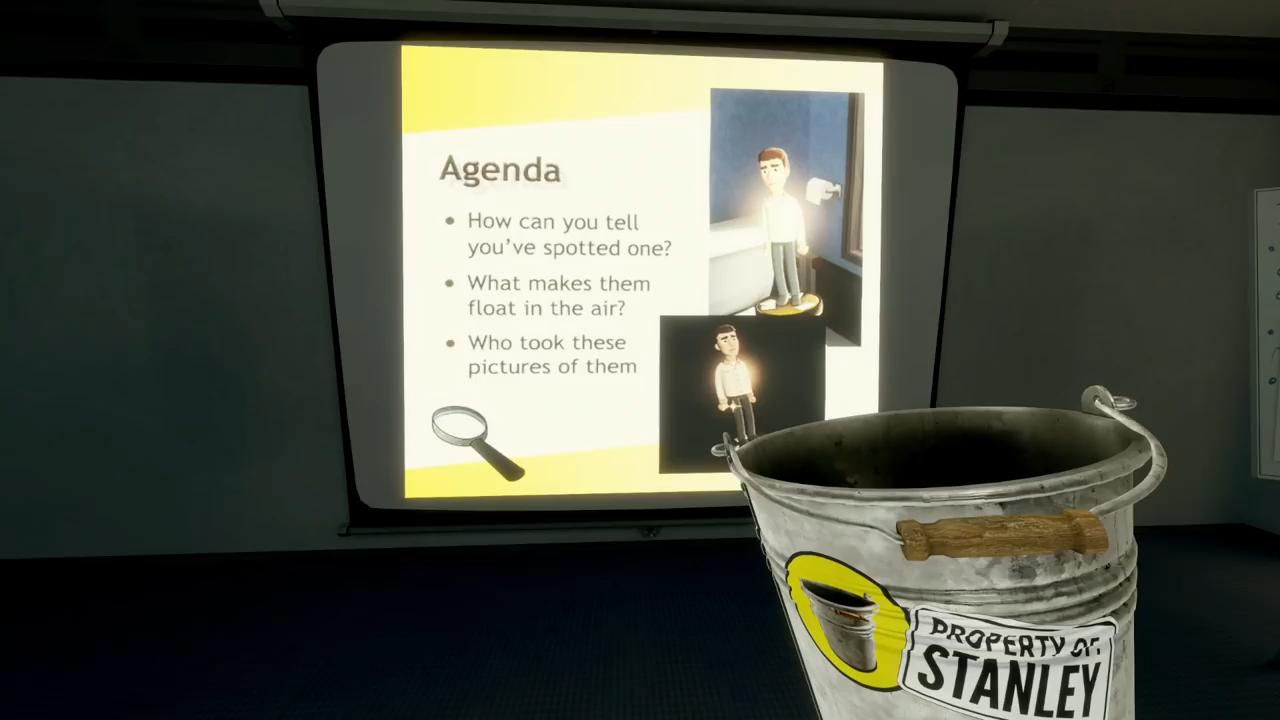 Agenda
• How can you tell
you've spotted one?
• What makes them
float in the air?
• Who took these
pictures of them
PROPERTY OF
STANLEY